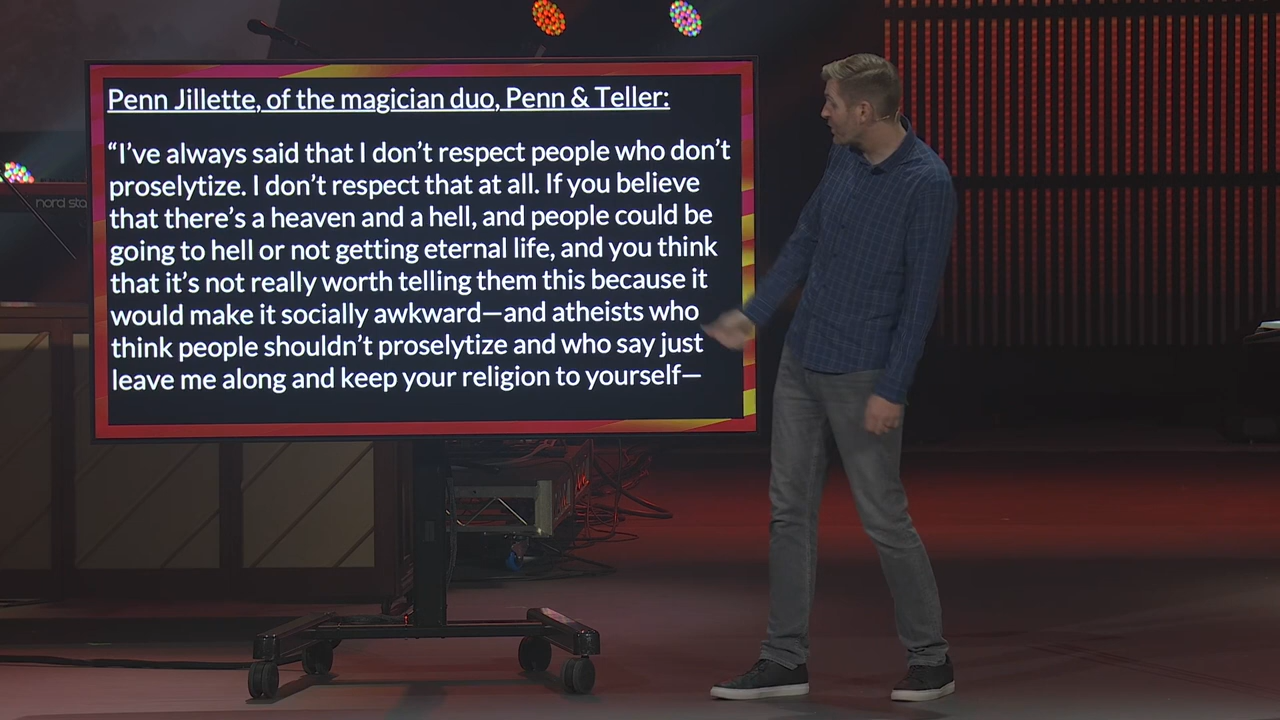 Penn Jillette, of the magician duo, Penn & Teller:
“I’ve always said that I don’t respect people who don’t
proselytize. I don’t respect that at all. If you believe
that there’s a heaven and a hell, and people could be
going to hell or not getting eternal life, and you think
that it’s not really worth telling them this because it
would make it socially awkward—and atheists who
think people shouldn’t proselytize and who say just
leave me along and keep your religion to yourself—
nord sta